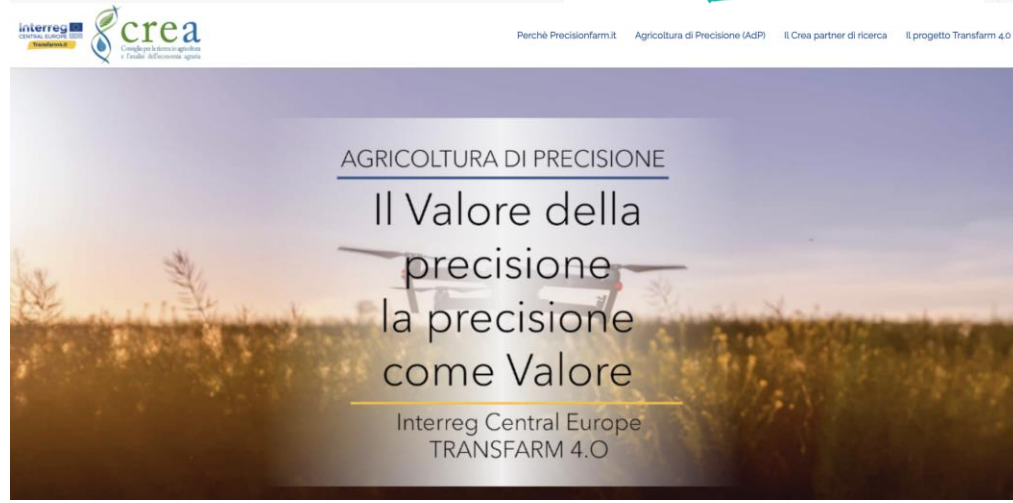 Interreg
CENTRAL EUROPE
Transfarm4.0
crea
Consiglio per la ricerca in agricoltura
e l'analisi dell'economia agraria
Perchè Precisionfarm.it
Agricoltura di Precisione (AdP)
Il Crea partner di ricerca
Il progetto Transfarm 4.0
AGRICOLTURA DI PRECISIONE
Il Valore della
precisione
la precisione
come Valore
Interreg Central Europe
TRANSFARM 4.O